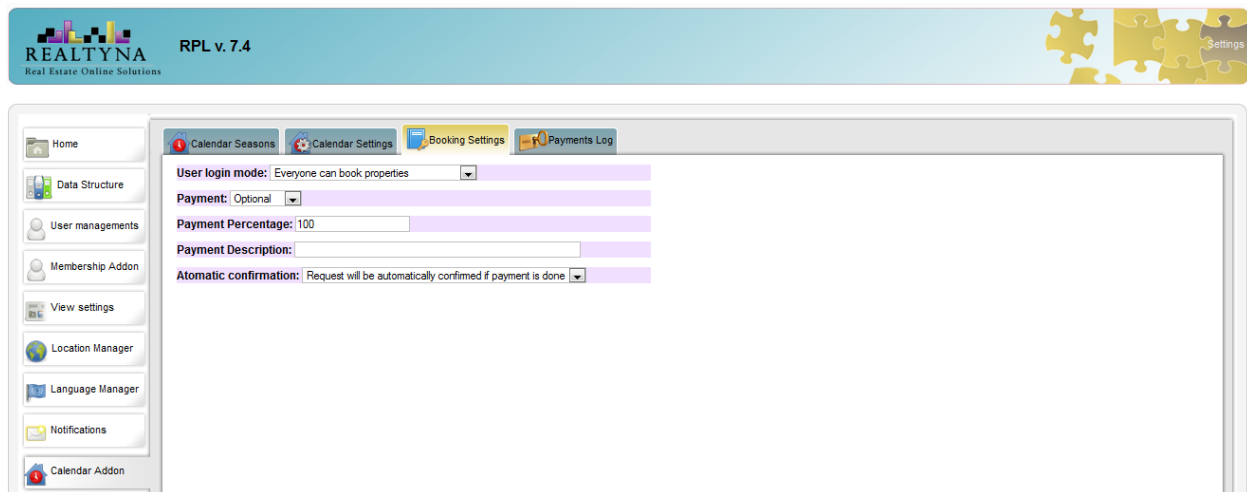 REALTYNA
Real Estate Online Solutions
RPL v. 7.4
Settings
Home
Data Structure
User managements
Membership Addon
View settings
Location Manager
Language Manager
Notifications
Calendar Addon
Calendar Seasons Calendar Settings Booking Settings Payments Log
User login mode: Everyone can book properties
Payment: Optional
Payment Percentage: 100
Payment Description:
Atomatic confirmation: Request will be automatically confirmed if payment is done